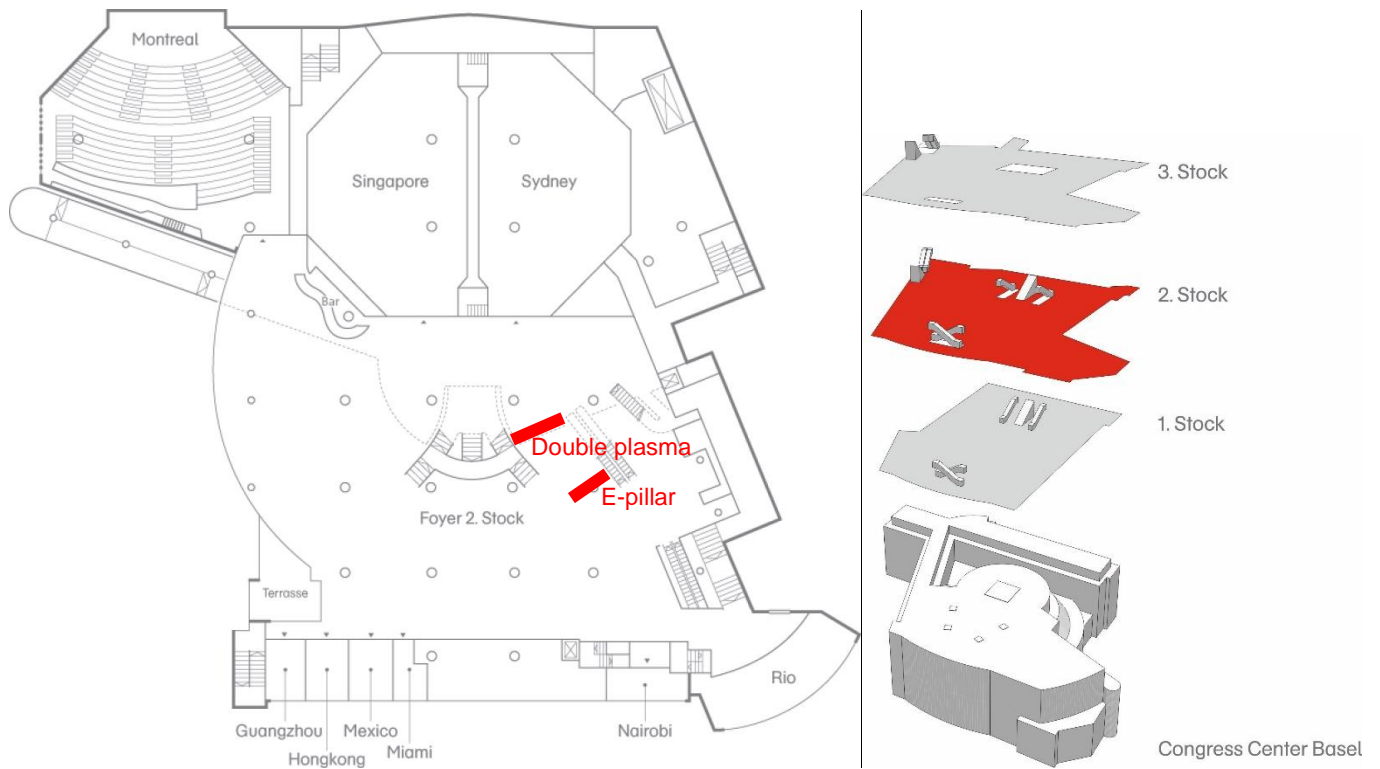 Montreal
Singapore
Sydney
Bar
Double plasma
E-pillar
Foyer 2. Stock
Terrasse
Rio
Guangzhou
Mexico
Nairobi
Hongkong
Miami
3. Stock
2. Stock
1. Stock
Congress Center Basel